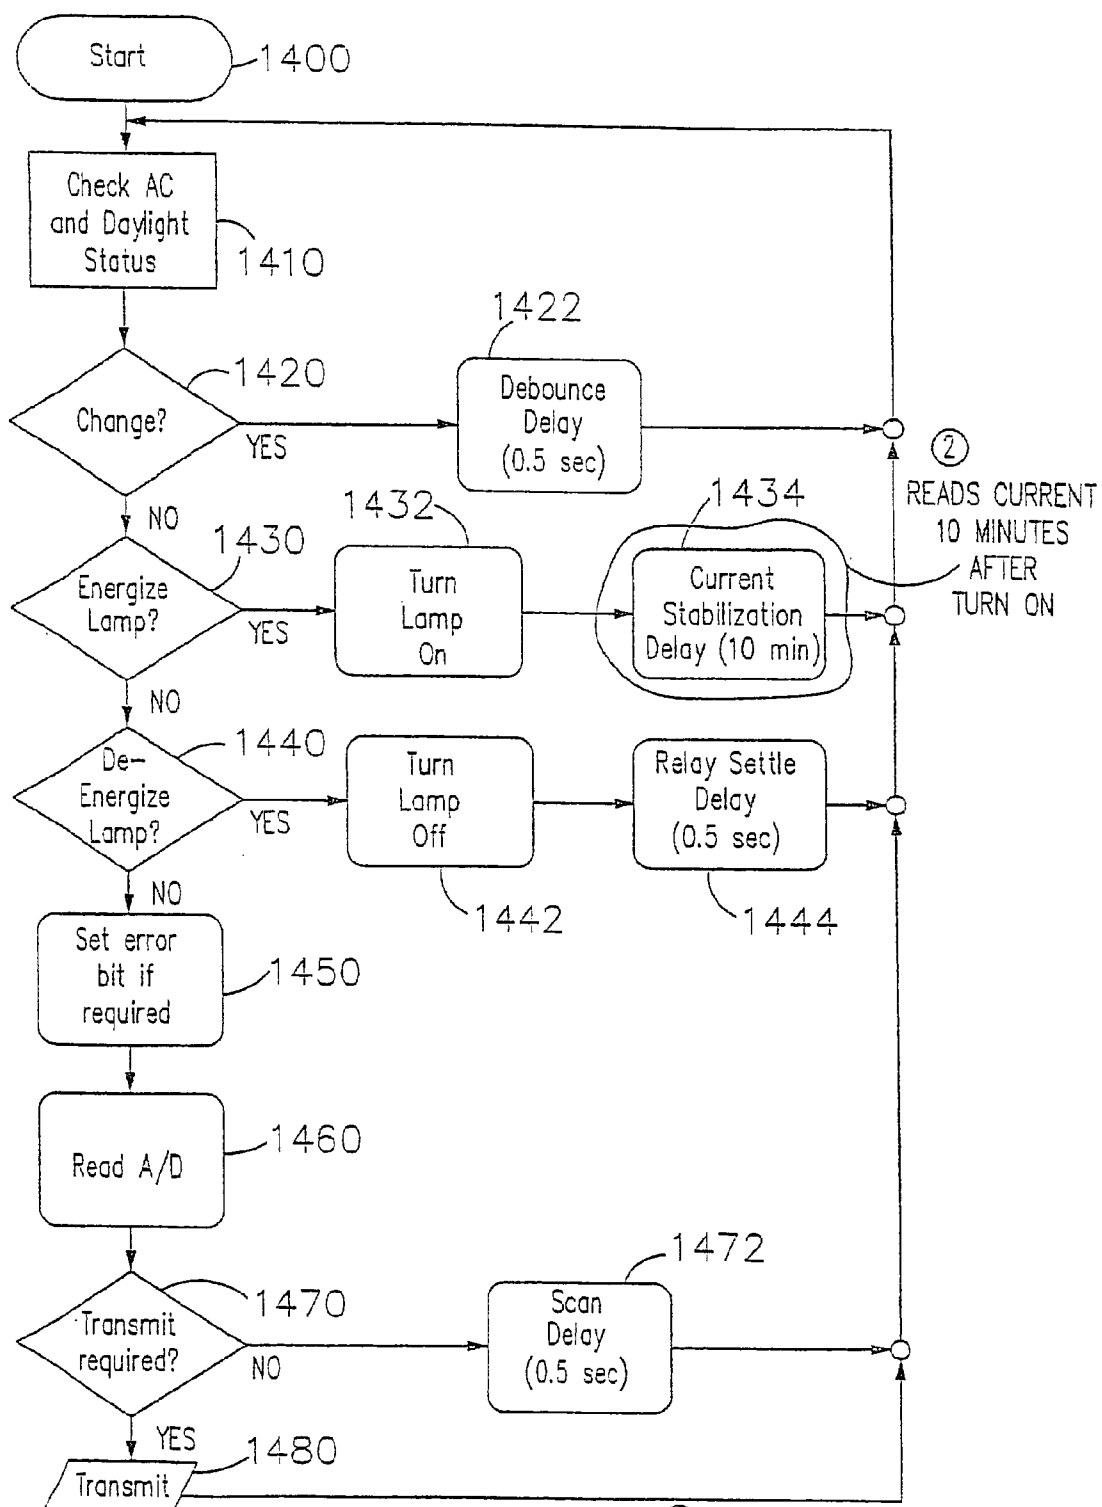 Start
1400
Check AC
and Daylight
Status
1410
1422
1420
Change?
YES
Debounce
Delay
(0.5 sec)
NO
2
READS CURRENT
10 MINUTES
AFTER
TURN ON
1430
1432
1434
Energize
Lamp?
YES
Turn
Lamp
On
Current
Stabilization
Delay (10 min)
NO
1440
De-
Energize
Lamp?
YES
Turn
Lamp
Off
1442
Relay Settle
Delay
(0.5 sec)
1444
NO
Set error
bit if
required
1450
Read A/D
1460
1470
1472
Transmit
required?
NO
Scan
Delay
(0.5 sec)
YES
1480
Transmit